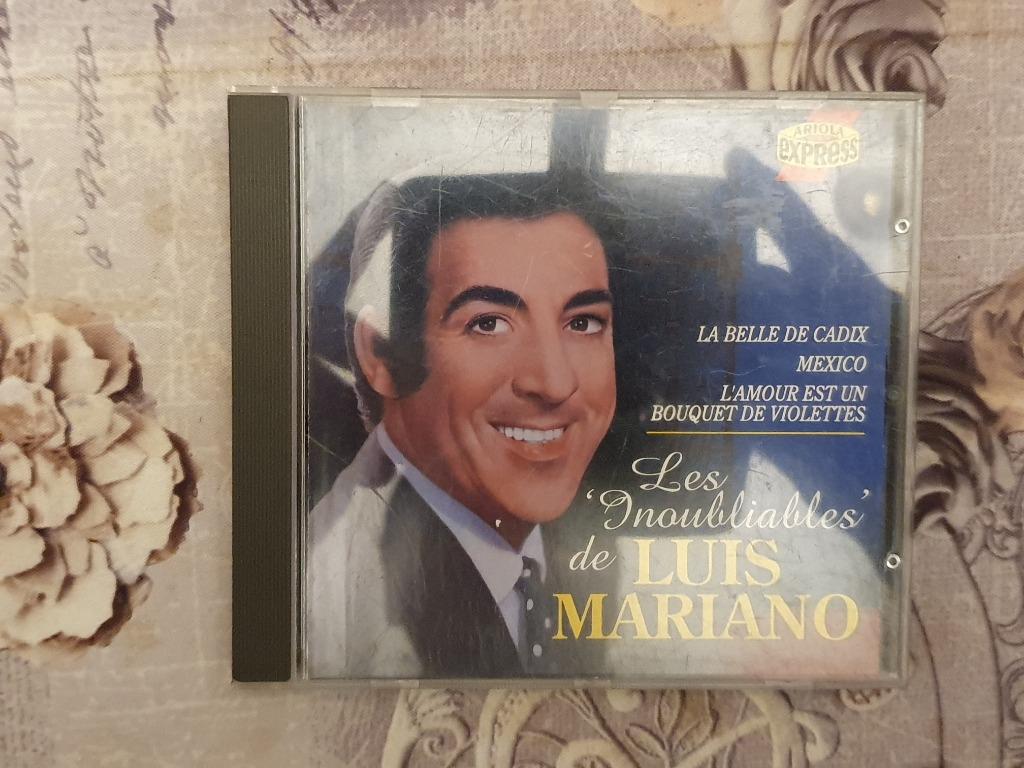 ARIOLA
express
LA BELLE DE CADIX
MEXICO
L'AMOUR EST UN
BOUQUET DE VIOLETTES
Les
'Inoubliables'
de LUIS
MARIANO